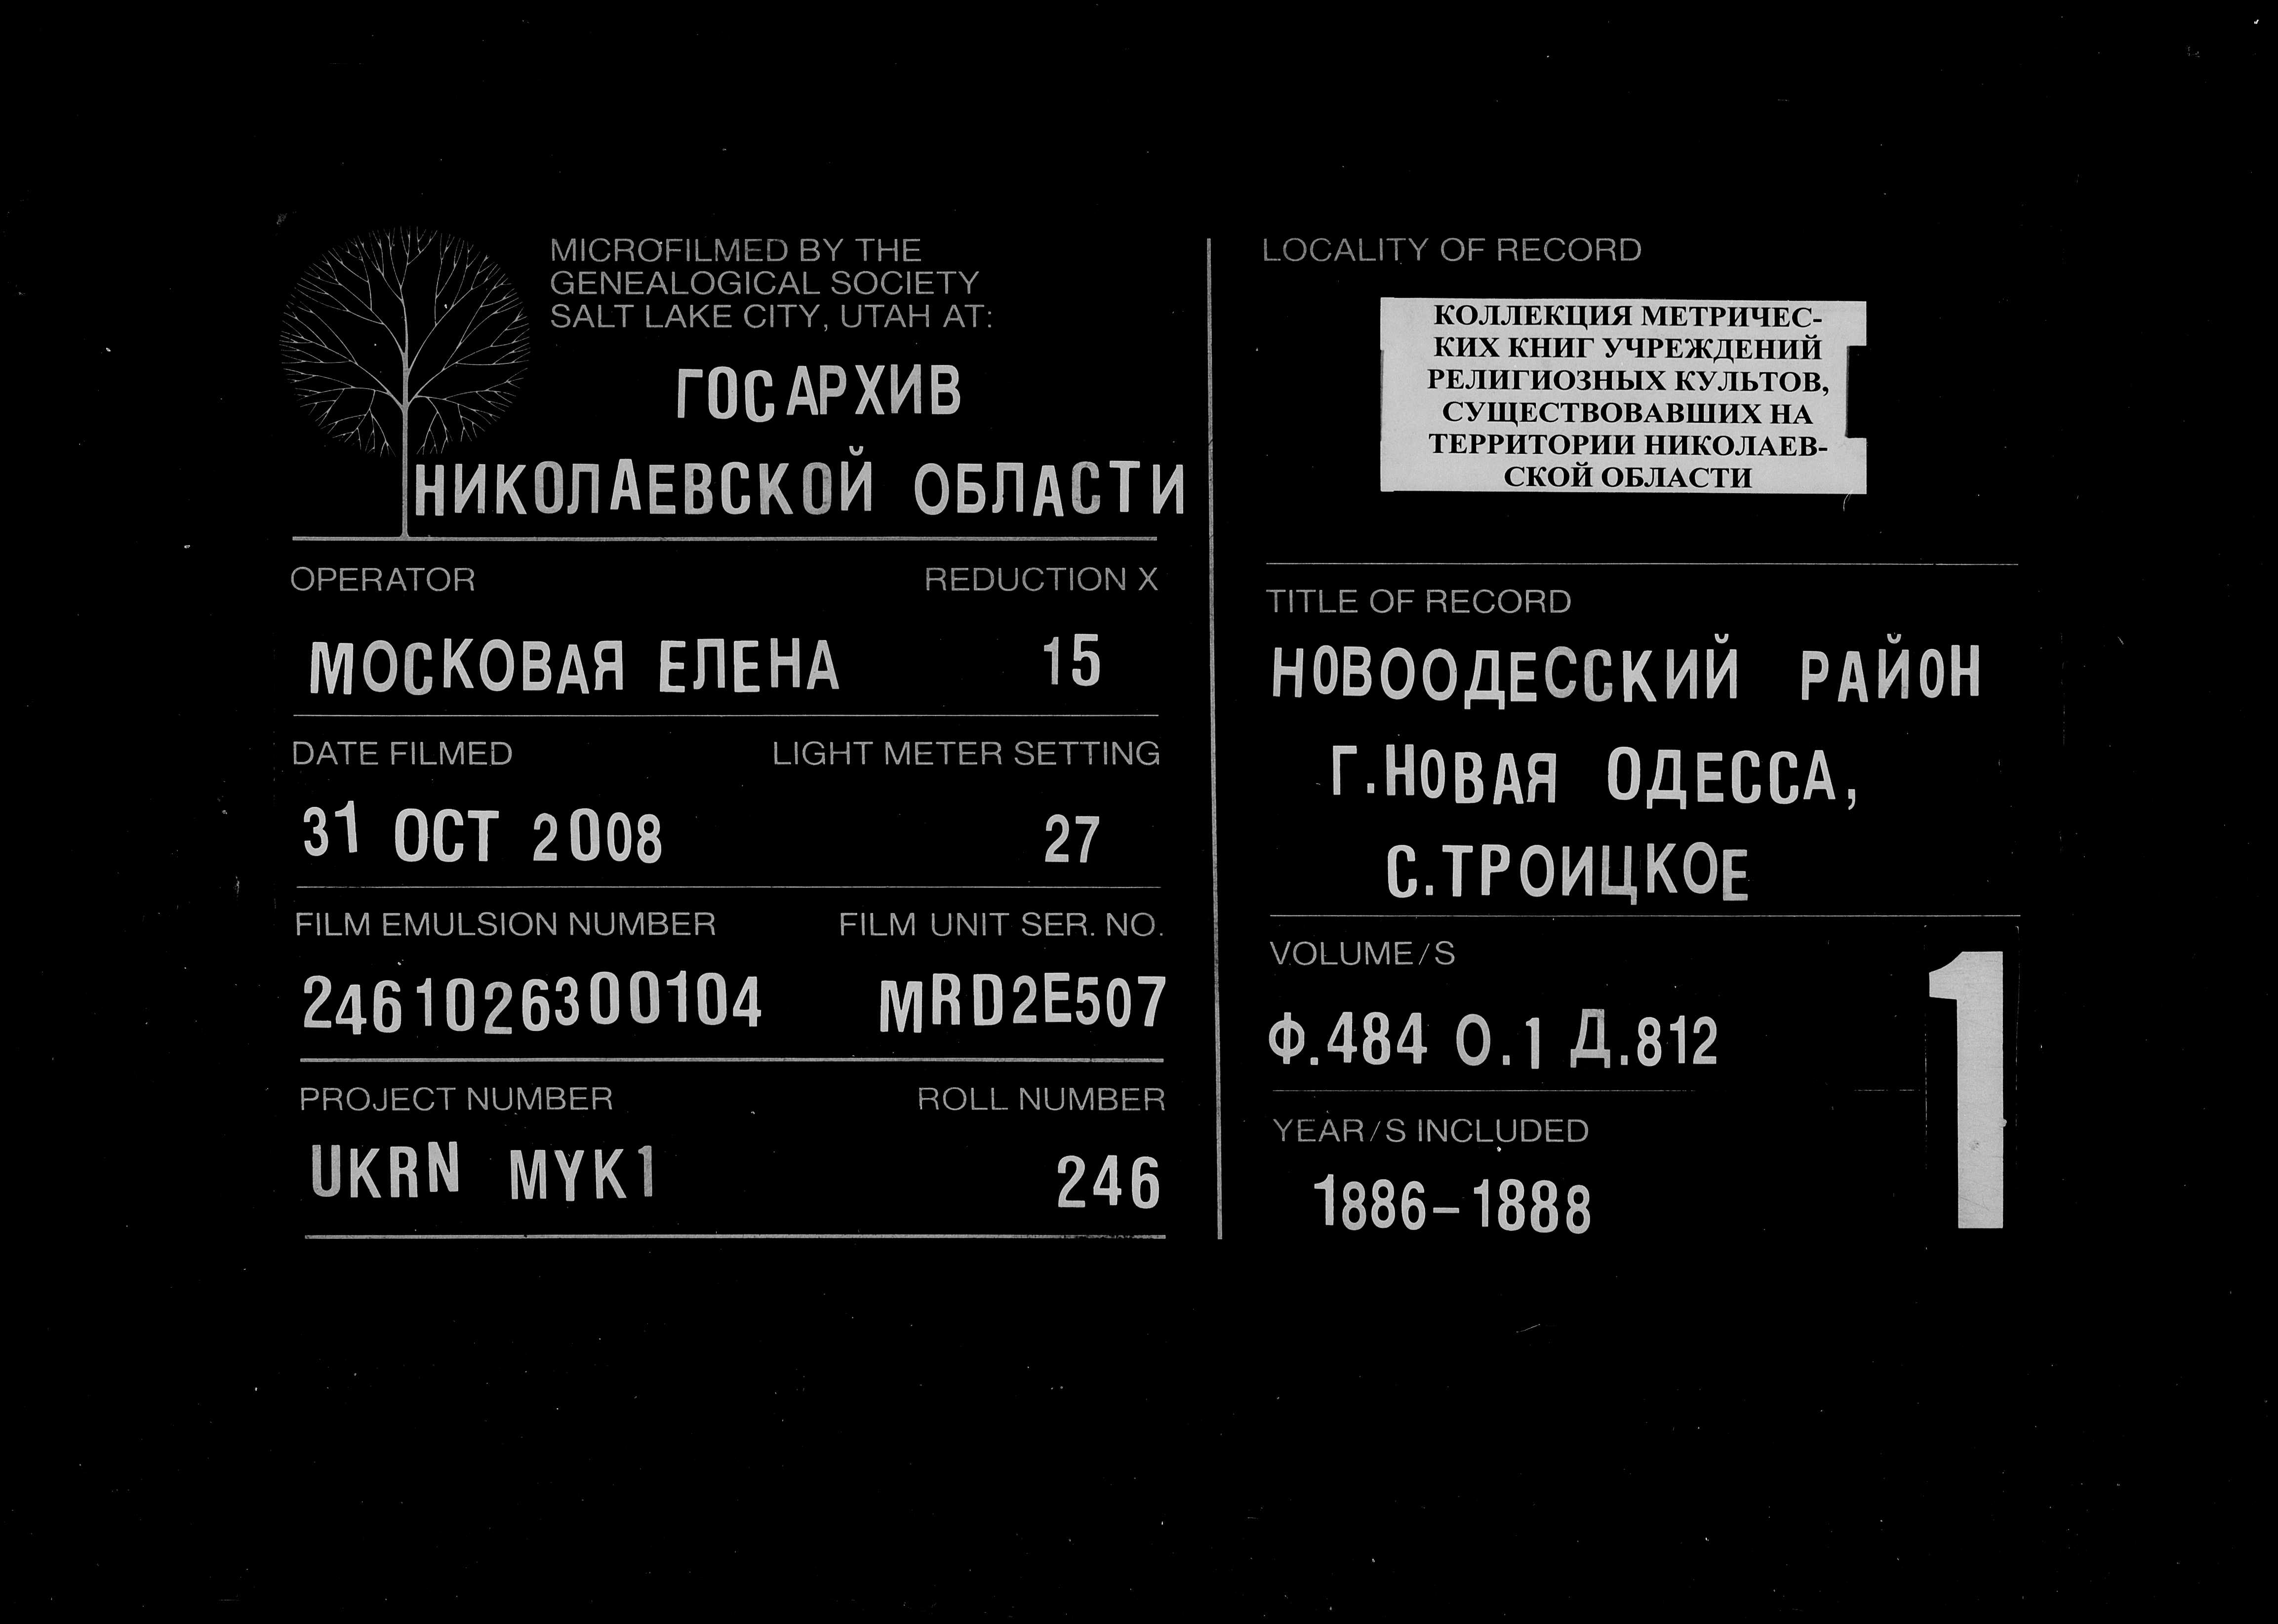 MICROFILMED BY THE
GENEALOGICAL SOCIETY
SALT LAKE CITY, UTAH AT:
ГОСАРХИВ
НИКОЛАЕВСКОЙ ОБЛАСТИ
OPERATOR REDUCTION X
МОСКОВАЯ ЕЛЕНА 15
DATE FILMED LIGHT METER SETTING
31 OCT 2008 27
FILM EMULSION NUMBER FILM UNIT SER. NO.
2461026300104 MRD2E507
PROJECT NUMBER ROLL NUMBER
UKRN MYK1 246
LOCALITY OF RECORD
КОЛЛЕКЦИЯ МЕТРИЧЕС-
КИХ КНИГ УЧРЕЖДЕНИЙ
РЕЛИГИОЗНЫХ КУЛЬТОВ,
СУЩЕСТВОВАВШИХ НА
ТЕРРИТОРИИ НИКОЛАЕВ-
СКОЙ ОБЛАСТИ
TITLE OF RECORD
НОВООДЕССКИЙ РАЙОН
Г.НОВАЯ ОДЕССА,
С.ТРОИЦКОЕ
VOLUME/S
Ф.484 О.1 Д.812
YEAR/S INCLUDED
1886-1888
1